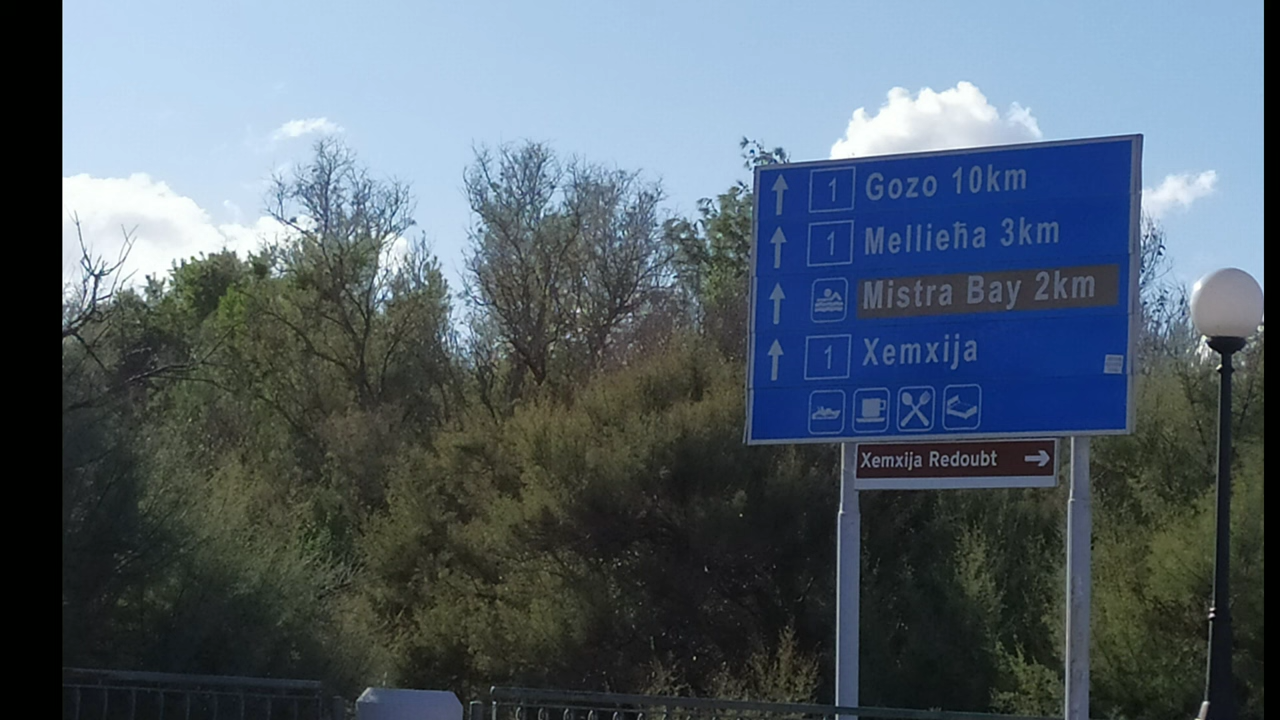 1 Gozo 10km
1 Mellieħa 3km
Mistra Bay 2km
1 Xemxija
Xemxija Redoubt